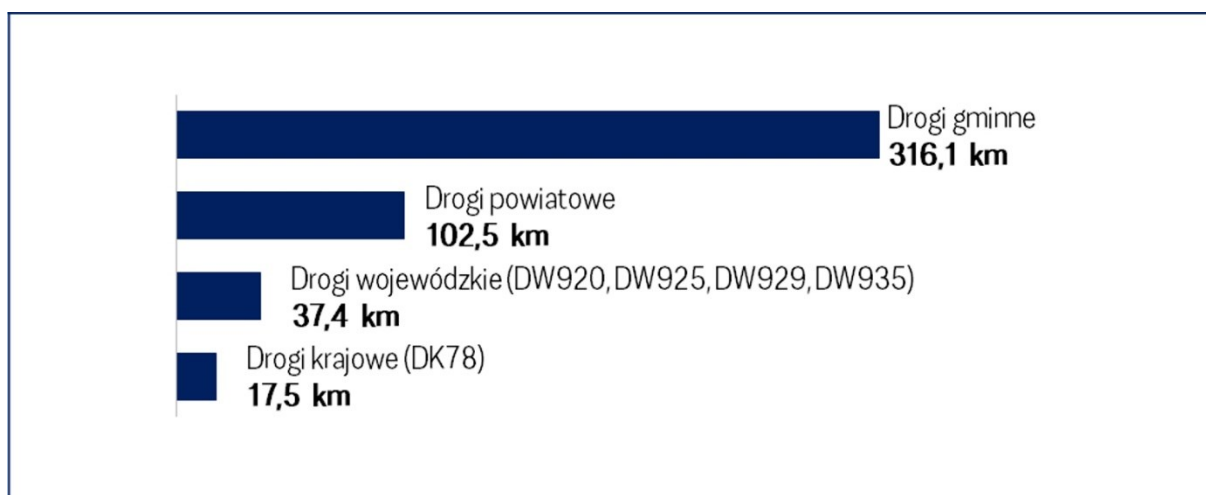 Drogi gminne
316,1 km
Drogi powiatowe
102,5 km
Drogi wojewódzkie (DW920, DW925, DW929, DW935)
37,4 km
Drogi krajowe (DK78)
17,5 km